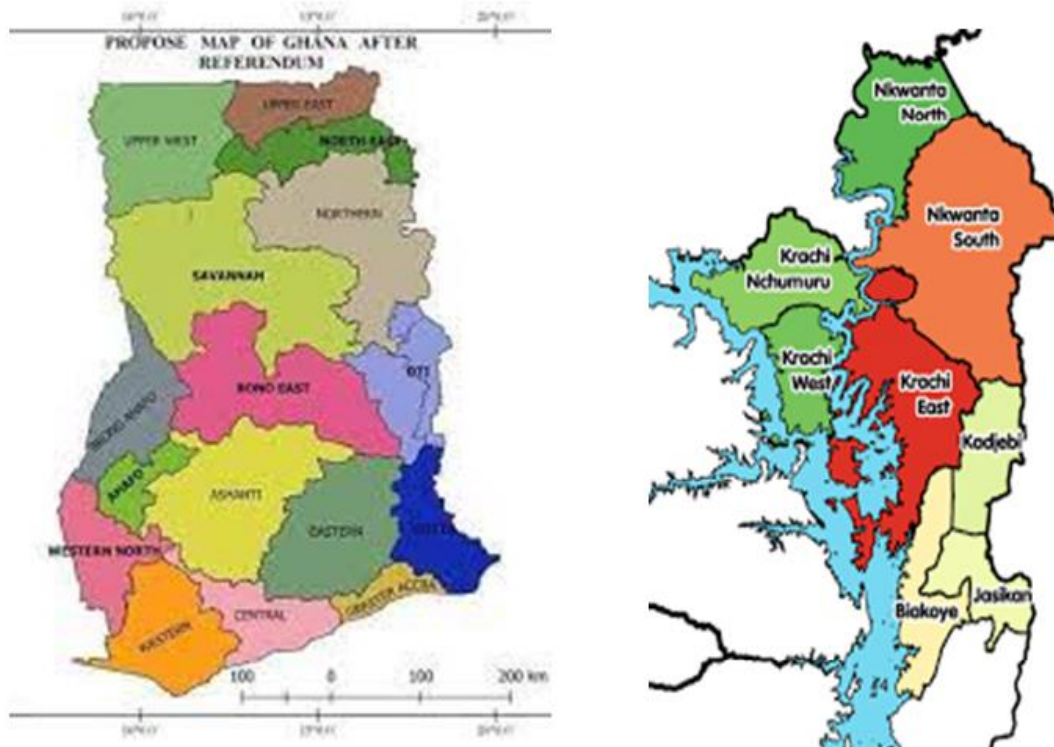 PROPOSE MAP OF GHANA AFTER
REFERENDUM
UPPER EAST
UPPER WEST
NORTH EAST
NORTHERN
SAVANNAH
OTI
BONO EAST
AHAFO
ASHANTI
EASTERN
WESTERN NORTH
GREATER ACCRA
CENTRAL
WESTERN
100 0 100 200 km
Nkwanta
North
Nkwanta
South
Krachi
Nchumuru
Krachi
West
Krachi
East
Kadjebi
Jasikan
Biakoye